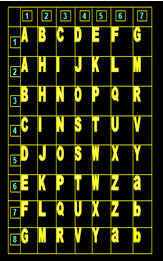 1 2 3 4 5 6 7
1 A B C D E F G
2 A H I J K L M
3 B H N O P Q R
4 C I N S T U V
5 D J O S W X Y
6 E K P T W Z a
7 F L Q U X Z b
8 G M R V Y a b